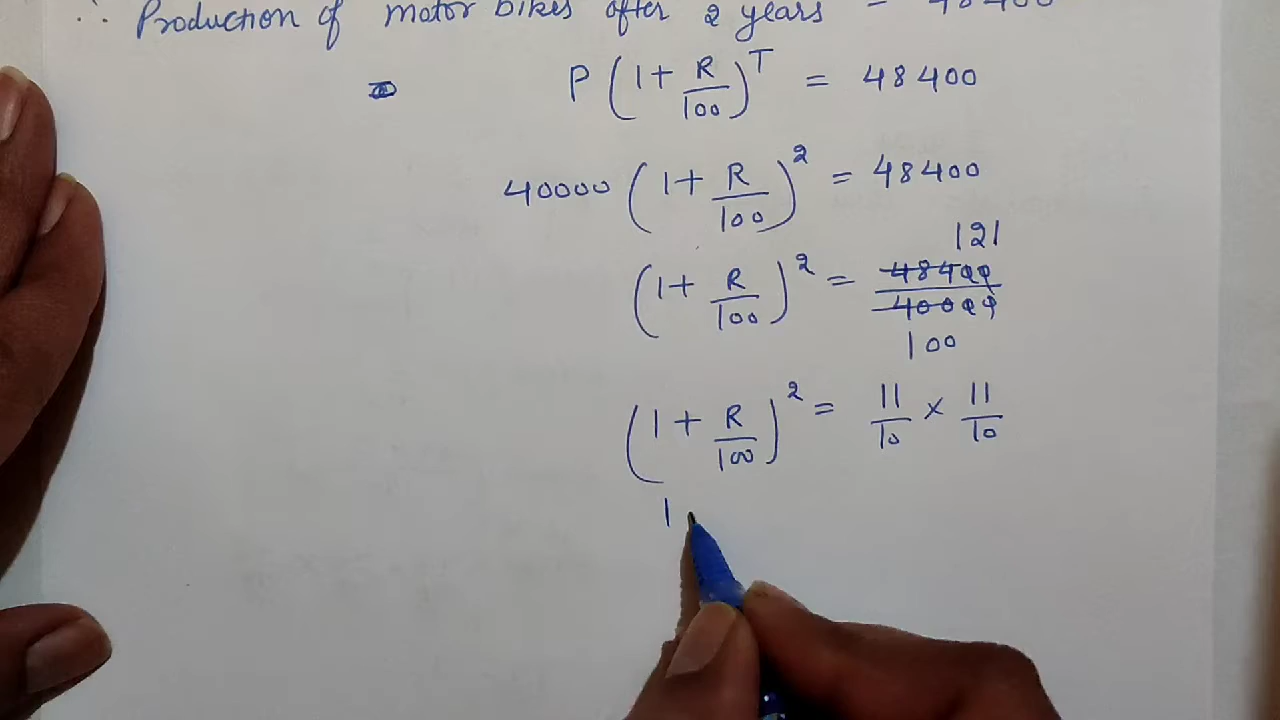 ∴ Production of motor bikes after 2 years = 48400
P (1 + R/100)^T = 48400
40000 (1 + R/100)^2 = 48400
121
(1 + R/100)^2 = 48400/40000
100
(1 + R/100)^2 = 11/10 × 11/10
1